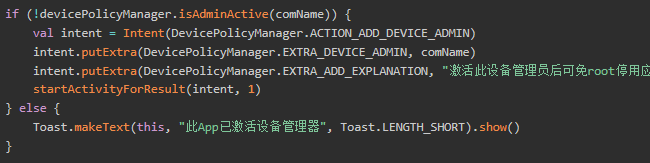 if (!devicePolicyManager.isAdminActive(comName)) {
val intent = Intent(DevicePolicyManager.ACTION_ADD_DEVICE_ADMIN)
intent.putExtra(DevicePolicyManager.EXTRA_DEVICE_ADMIN, comName)
intent.putExtra(DevicePolicyManager.EXTRA_ADD_EXPLANATION, "激活此设备管理员后可免root停用应
startActivityForResult(intent, 1)
} else {
Toast.makeText(this, "此App已激活设备管理器", Toast.LENGTH_SHORT).show()
}